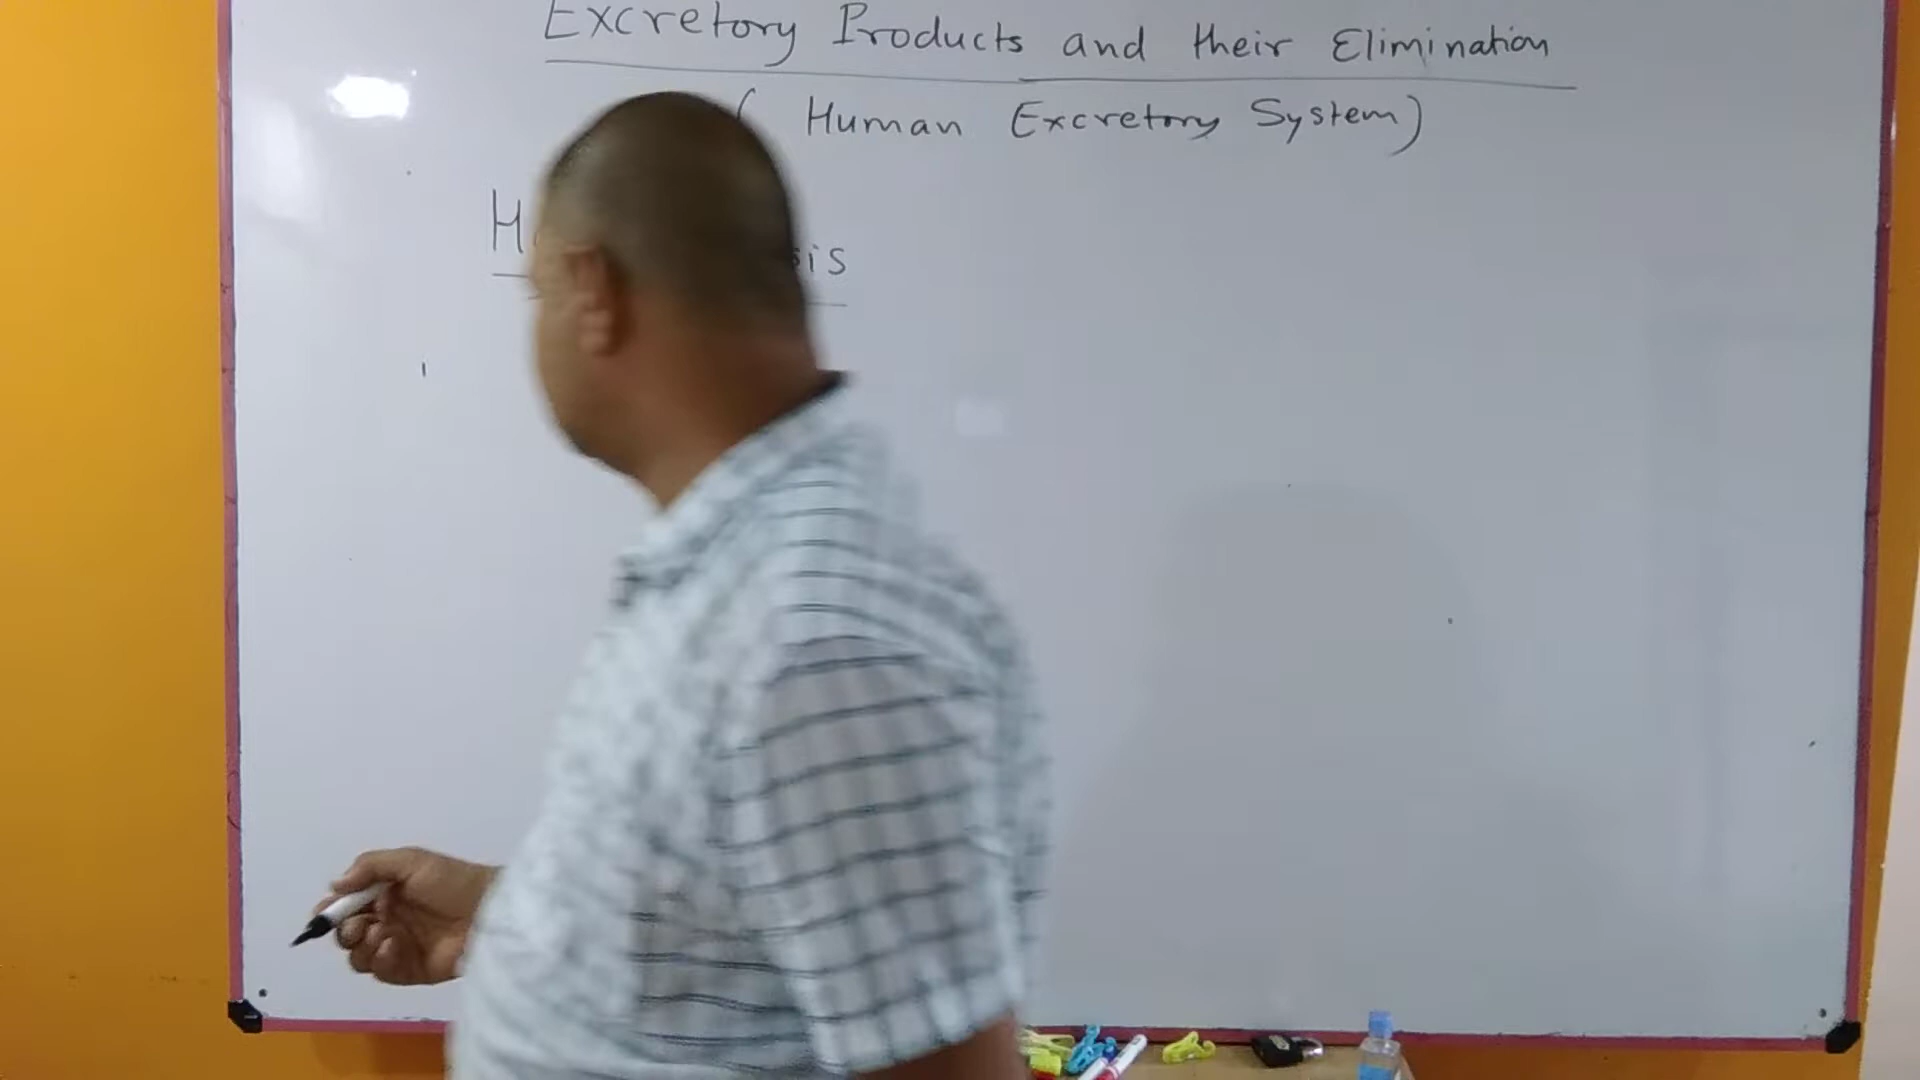 Excretory Products and their Elimination
( Human Excretory System)